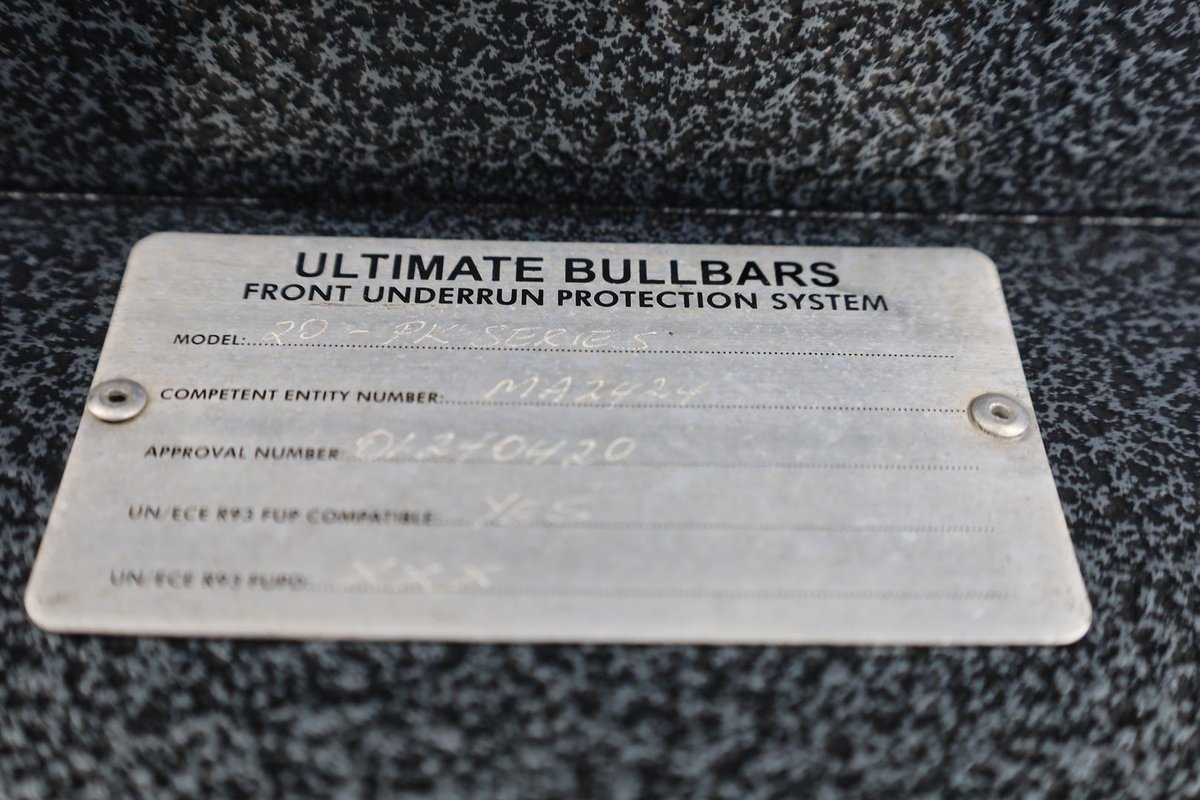 ULTIMATE BULLBARS
FRONT UNDERRUN PROTECTION SYSTEM
MODEL: 20 - PK SERIES
COMPETENT ENTITY NUMBER: MA2424
APPROVAL NUMBER:
UN/ECE R93 FUP COMPATIBLE: Yes
UN/ECE R93 FUPD: XXX